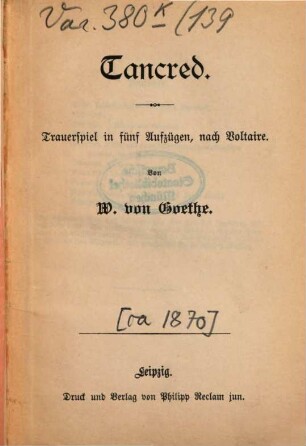 Var. 380 K/(139
Tancred.
Trauerspiel in fünf Aufzügen, nach Voltaire.
Von
W. von Goethe.
[ca 1870]
Leipzig.
Druck und Verlag von Philipp Reclam jun.